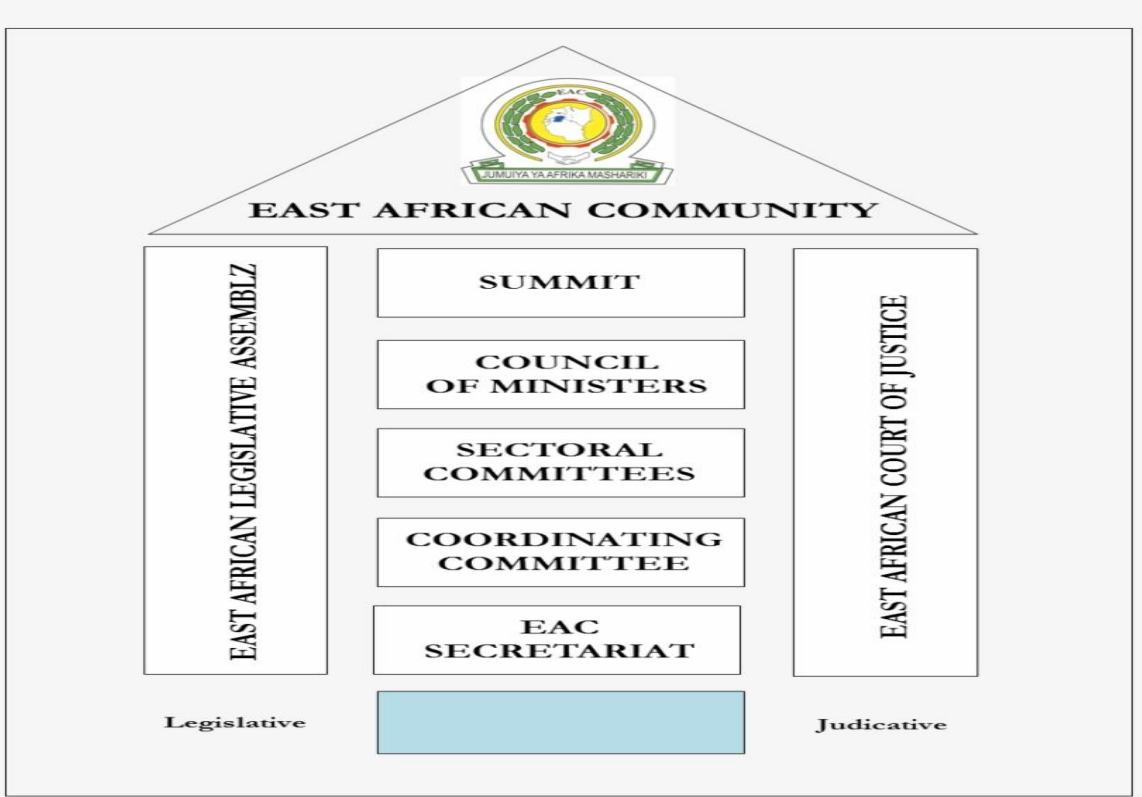 EAC
JUMUIYA YA AFRIKA MASHARIKI
EAST AFRICAN COMMUNITY
EAST AFRICAN LEGISLATIVE ASSEMBLZ
SUMMIT
COUNCIL
OF MINISTERS
SECTORAL
COMMITTEES
COORDINATING
COMMITTEE
EAC
SECRETARIAT
EAST AFRICAN COURT OF JUSTICE
Legislative
Judicative